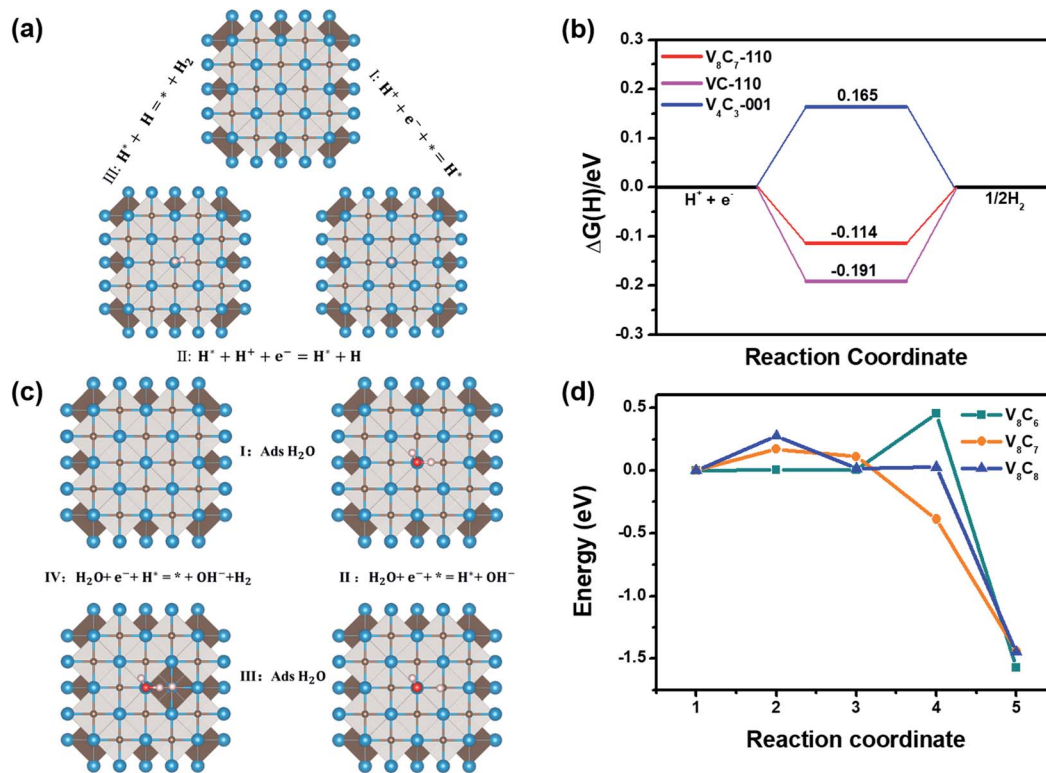 (a)
III: H* + H = * + H₂
I: H⁺ + e⁻ + * = H*
II: H* + H⁺ + e⁻ = H* + H
(b)
0.3
0.2
0.1
0.0
-0.1
-0.2
-0.3
ΔG(H)/eV
V₈C₇-110
VC-110
V₄C₃-001
0.165
H⁺ + e⁻
1/2H₂
-0.114
-0.191
Reaction Coordinate
(c)
I: Ads H₂O
IV: H₂O+ e⁻+ H* = * + OH⁻+H₂
II: H₂O+ e⁻+ * = H*+ OH⁻
III: Ads H₂O
(d)
0.5
0.0
-0.5
-1.0
-1.5
Energy (eV)
V₈C₆
V₈C₇
V₈C₈
1 2 3 4 5
Reaction coordinate